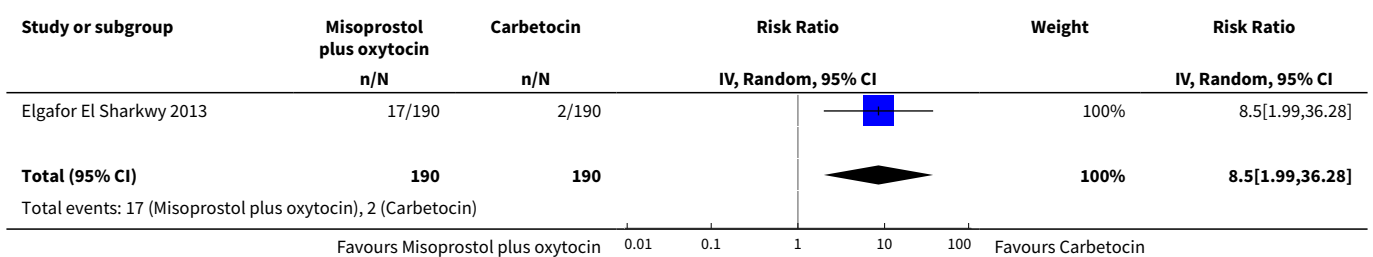 Study or subgroup Misoprostol Carbetocin Risk Ratio Weight Risk Ratio
plus oxytocin
n/N n/N IV, Random, 95% CI IV, Random, 95% CI
Elgafor El Sharkwy 2013 17/190 2/190 100% 8.5[1.99,36.28]
Total (95% CI) 190 190 100% 8.5[1.99,36.28]
Total events: 17 (Misoprostol plus oxytocin), 2 (Carbetocin)
Favours Misoprostol plus oxytocin 0.01 0.1 1 10 100 Favours Carbetocin